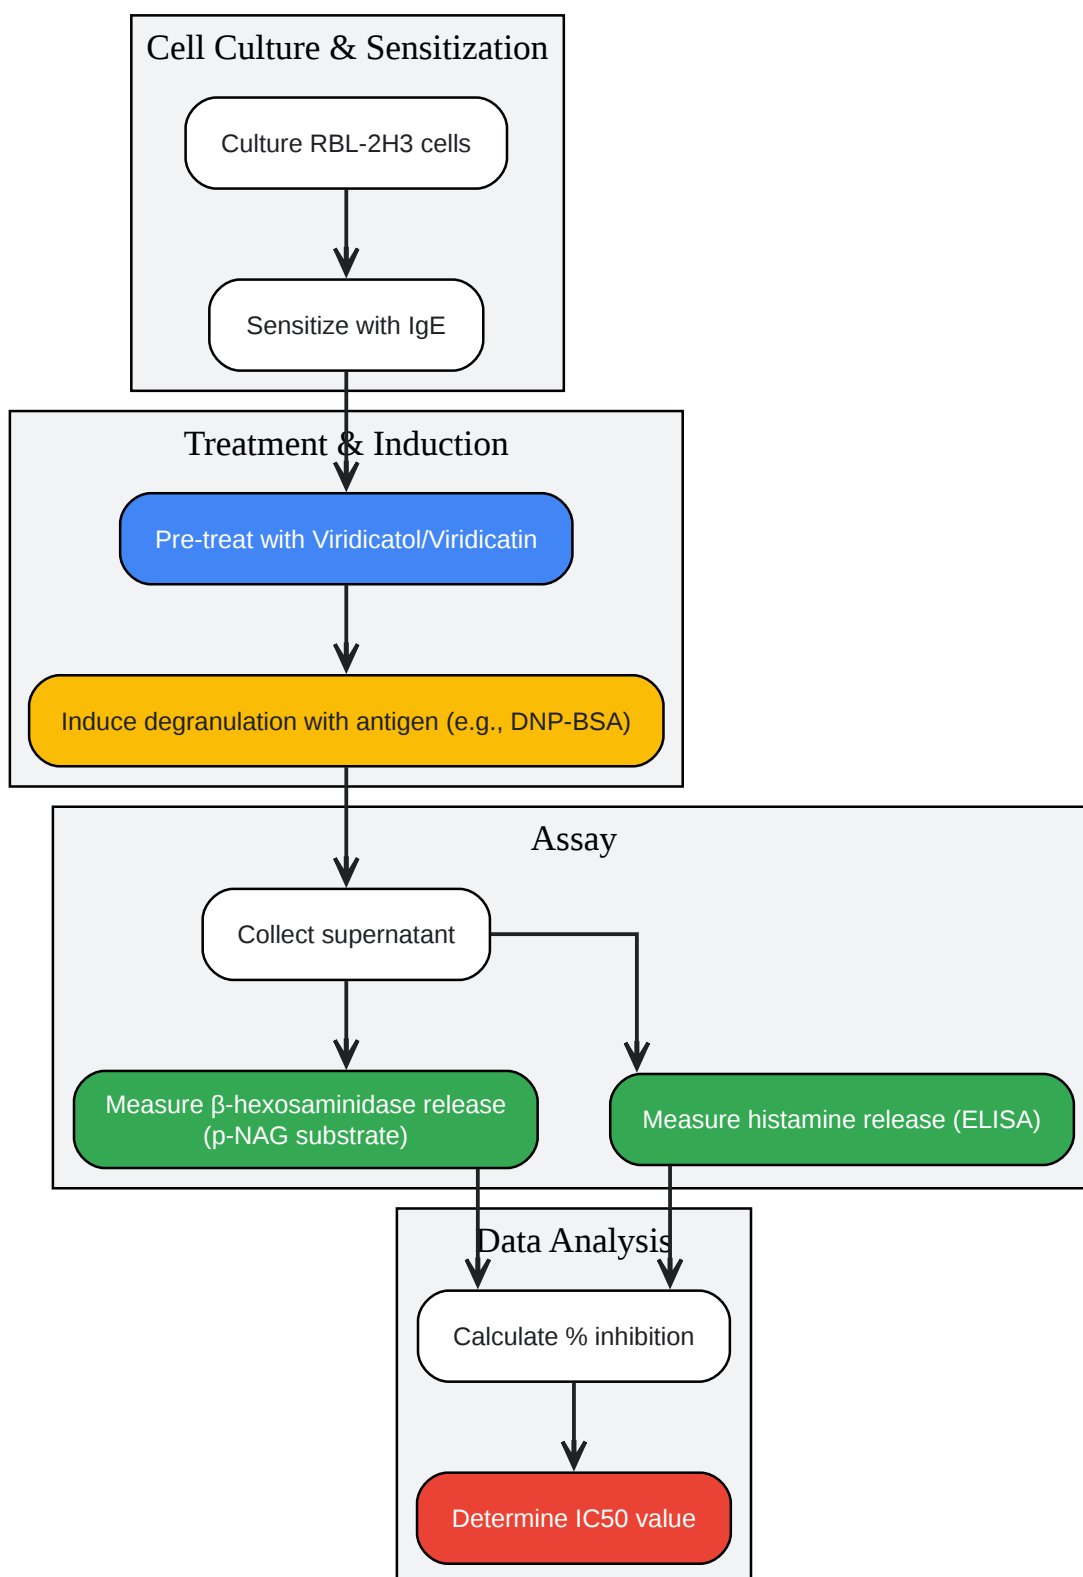 Cell Culture & Sensitization
Culture RBL-2H3 cells
Sensitize with IgE
Treatment & Induction
Pre-treat with Viridicatol/Viridicatin
Induce degranulation with antigen (e.g., DNP-BSA)
Assay
Collect supernatant
Measure β-hexosaminidase release
(p-NAG substrate)
Measure histamine release (ELISA)
Data Analysis
Calculate % inhibition
Determine IC50 value